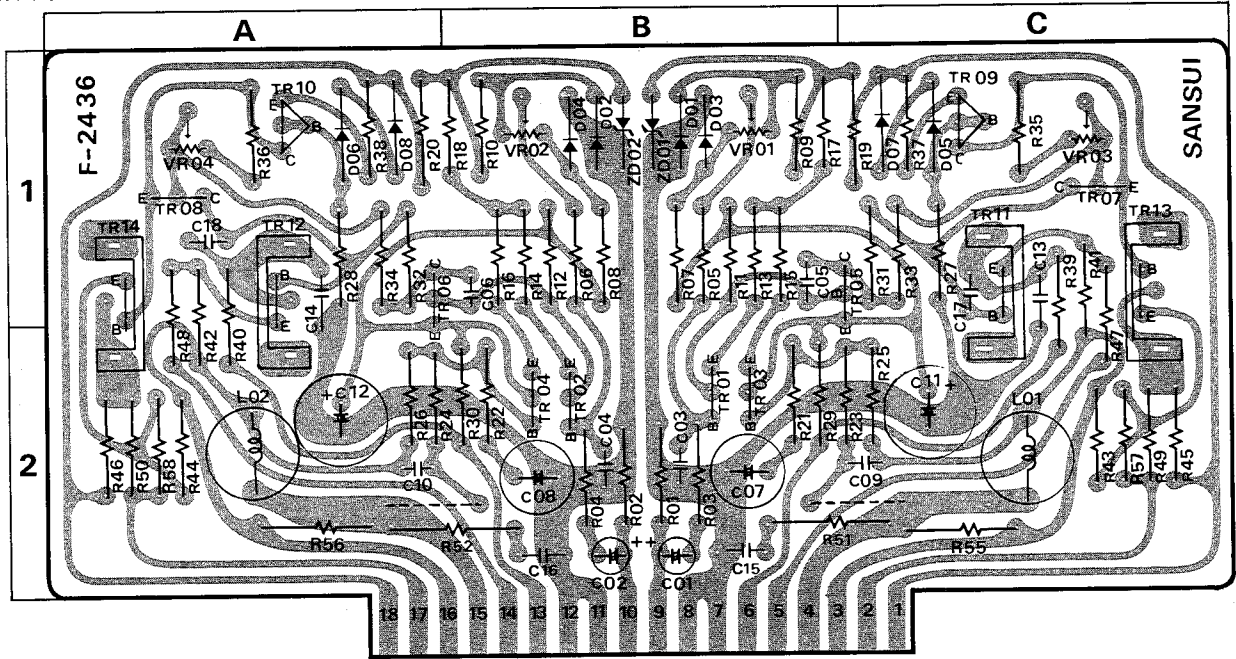 A B C
1
2
F-2436
SANSUI
TR10
E
B
C
VR04
R36
D06
R38
D08
R20
R18
R10
VR02
D04
D02
ZD02
ZD01
D01
D03
VR01
R09
R17
R19
D07
R37
D05
TR09
E
B
C
R35
VR03
E C
TR08
C E
TR07
TR14
C18
TR12
TR11
TR13
E
B
B
E
C14
R28
R34
R32
C
TR06
E
C06
R16
R14
R12
R06
R08
R07
R05
R11
R13
R15
C05
C
TR05
E
R31
R33
R27
C17
E
B
C13
R39
R41
B
E
R48
R42
R40
R47
L02
+C12
R26
R24
R30
R22
E
TR04
B
E
TR02
B
E
TR01
B
E
TR03
B
R21
R29
R23
R25
C11+
L01
R46
R50
R58
R44
C10
C08
C04
R04
R02
C03
R01
R03
C07
C09
R43
R57
R49
R45
R56
R52
R51
R55
C16
C02
++
C01
C15
18 17 16 15 14 13 12 11 10 9 8 7 6 5 4 3 2 1